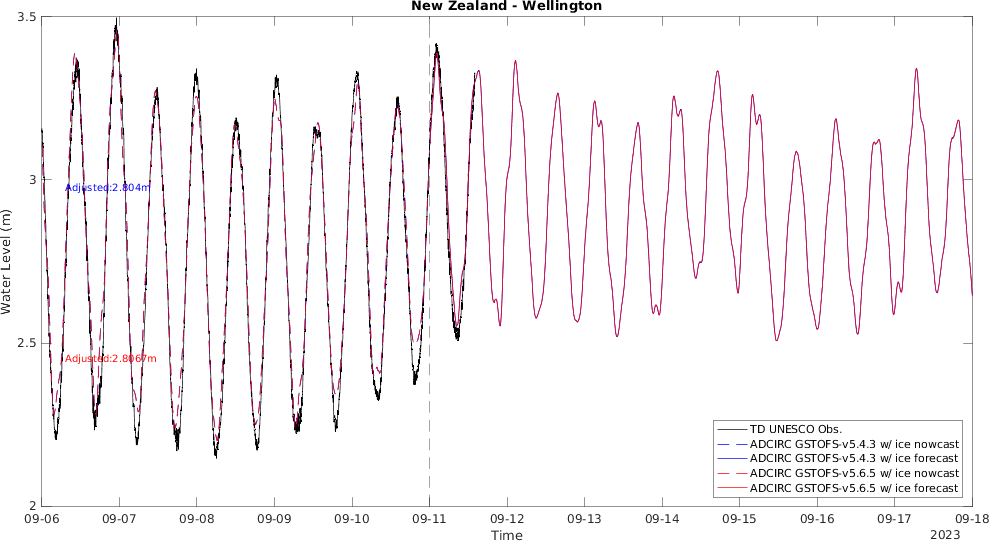 New Zealand - Wellington
3.5
3
2.5
2
Water Level (m)
Adjusted:2.804m
Adjusted:2.8067m
TD UNESCO Obs.
ADCIRC GSTOFS-v5.4.3 w/ ice nowcast
ADCIRC GSTOFS-v5.4.3 w/ ice forecast
ADCIRC GSTOFS-v5.6.5 w/ ice nowcast
ADCIRC GSTOFS-v5.6.5 w/ ice forecast
09-06 09-07 09-08 09-09 09-10 09-11 09-12 09-13 09-14 09-15 09-16 09-17 09-18
Time
2023